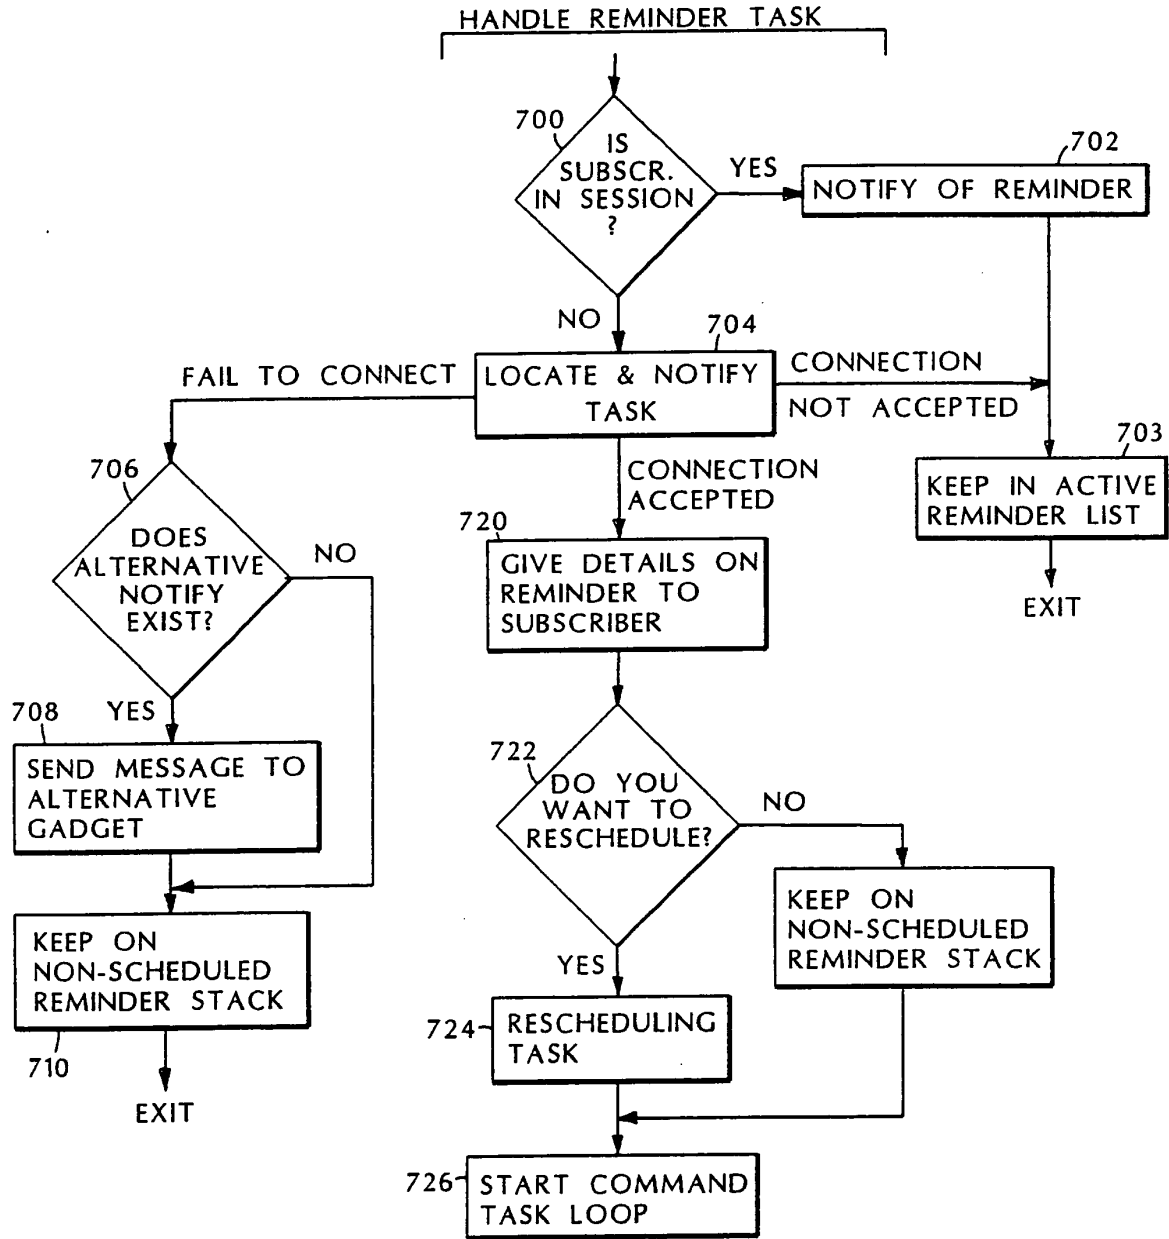 HANDLE REMINDER TASK
700
IS
SUBSCR.
IN SESSION
?
YES
702
NOTIFY OF REMINDER
NO
704
LOCATE & NOTIFY
TASK
FAIL TO CONNECT
CONNECTION
NOT ACCEPTED
703
KEEP IN ACTIVE
REMINDER LIST
EXIT
CONNECTION
ACCEPTED
706
DOES
ALTERNATIVE
NOTIFY
EXIST?
NO
YES
720
GIVE DETAILS ON
REMINDER TO
SUBSCRIBER
708
SEND MESSAGE TO
ALTERNATIVE
GADGET
722
DO YOU
WANT TO
RESCHEDULE?
NO
KEEP ON
NON-SCHEDULED
REMINDER STACK
710
EXIT
KEEP ON
NON-SCHEDULED
REMINDER STACK
YES
724
RESCHEDULING
TASK
726
START COMMAND
TASK LOOP